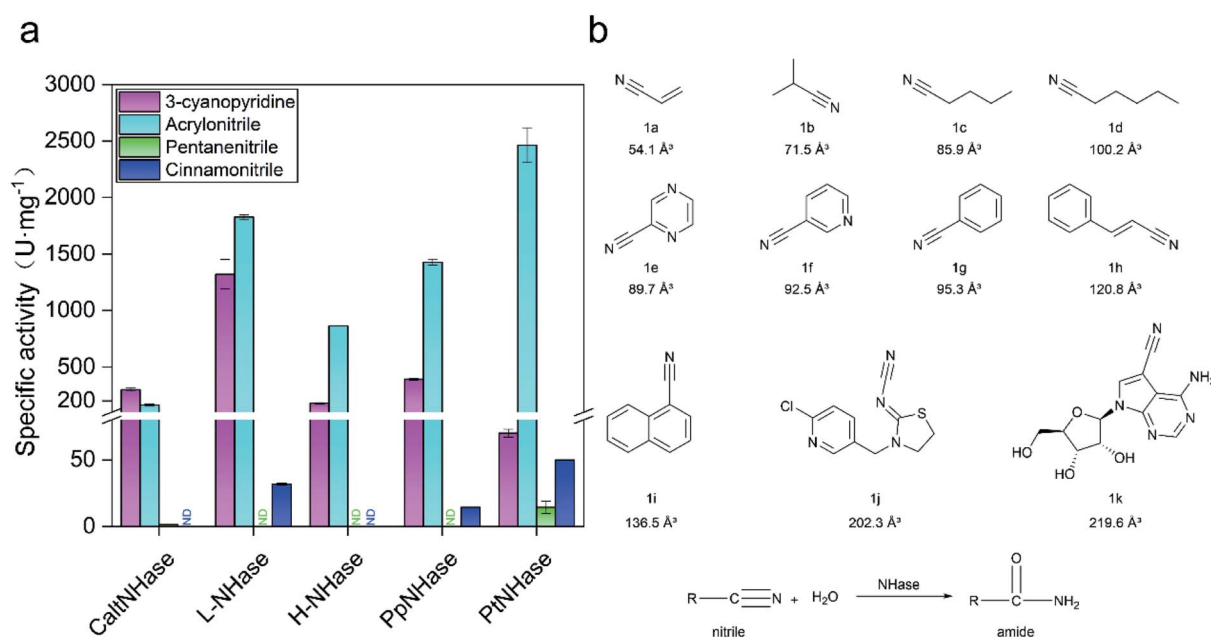 a
Specific activity (U·mg⁻¹)
3000
2500
2000
1500
1000
500
200
50
0
3-cyanopyridine
Acrylonitrile
Pentanenitrile
Cinnamonitrile
ND
ND
ND
ND
ND
CaltNHase
L-NHase
H-NHase
PpNHase
PtNHase
b
N
N
N
N
1a
1b
1c
1d
54.1 Å³
71.5 Å³
85.9 Å³
100.2 Å³
N
N
N
N
N
N
N
1e
1f
1g
1h
89.7 Å³
92.5 Å³
95.3 Å³
120.8 Å³
N
N
N
S
Cl
N
N
N
NH₂
N
N
N
O
HO
HO
OH
1i
1j
1k
136.5 Å³
202.3 Å³
219.6 Å³
R—C≡N + H₂O
NHase
O
R—C—NH₂
nitrile
amide